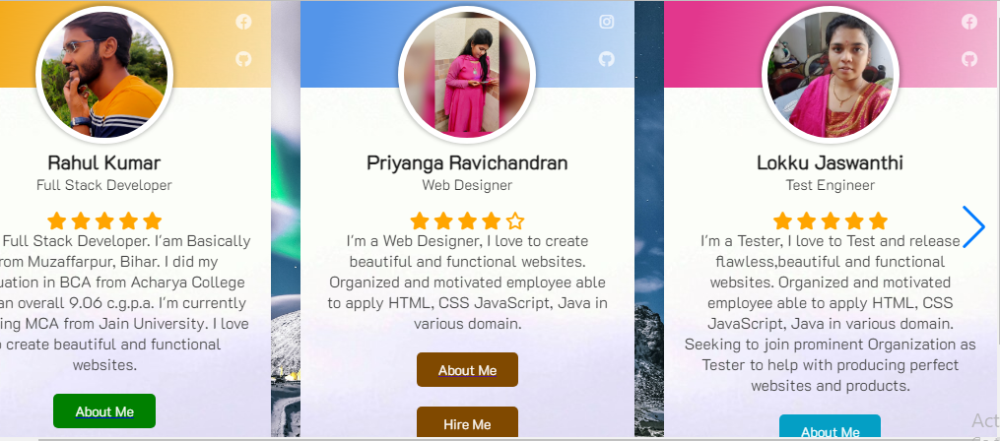 Rahul Kumar
Full Stack Developer
Full Stack Developer. I'am Basically
rom Muzaffarpur, Bihar. I did my
uation in BCA from Acharya College
an overall 9.06 c.g.p.a. I'm currently
ing MCA from Jain University. I love
create beautiful and functional
websites.
About Me
Priyanga Ravichandran
Web Designer
I'm a Web Designer, I love to create
beautiful and functional websites.
Organized and motivated employee able
to apply HTML, CSS JavaScript, Java in
various domain.
About Me
Hire Me
Lokku Jaswanthi
Test Engineer
I'm a Tester, I love to Test and release
flawless,beautiful and functional
websites. Organized and motivated
employee able to apply HTML, CSS
JavaScript, Java in various domain.
Seeking to join prominent Organization as
Tester to help with producing perfect
websites and products.
About Me
Act